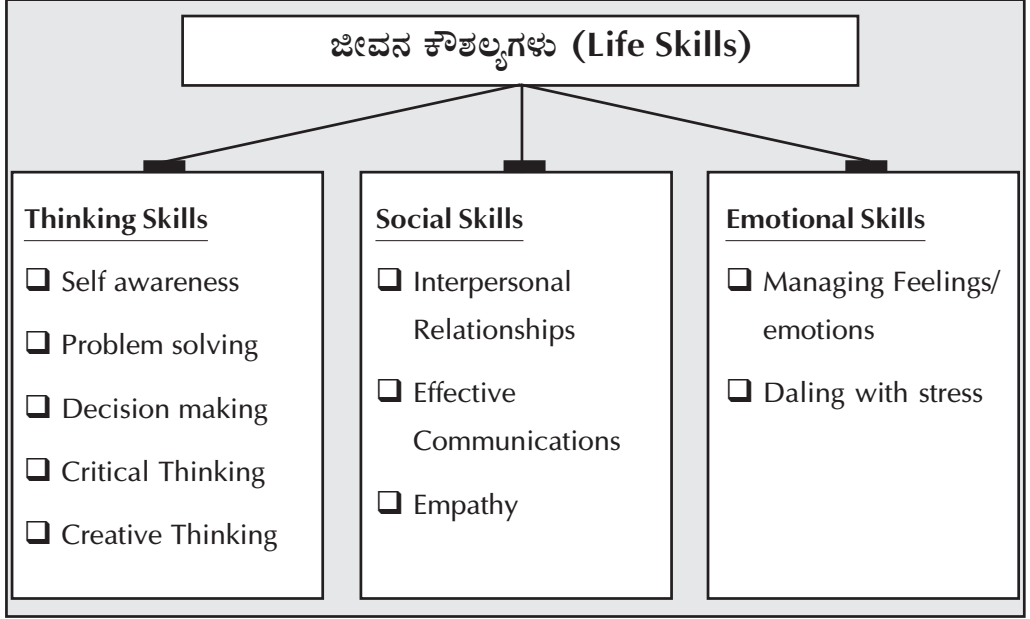 ಜೀವನ ಕೌಶಲ್ಯಗಳು (Life Skills)
Thinking Skills
Self awareness
Problem solving
Decision making
Critical Thinking
Creative Thinking
Social Skills
Interpersonal
Relationships
Effective
Communications
Empathy
Emotional Skills
Managing Feelings/
emotions
Daling with stress